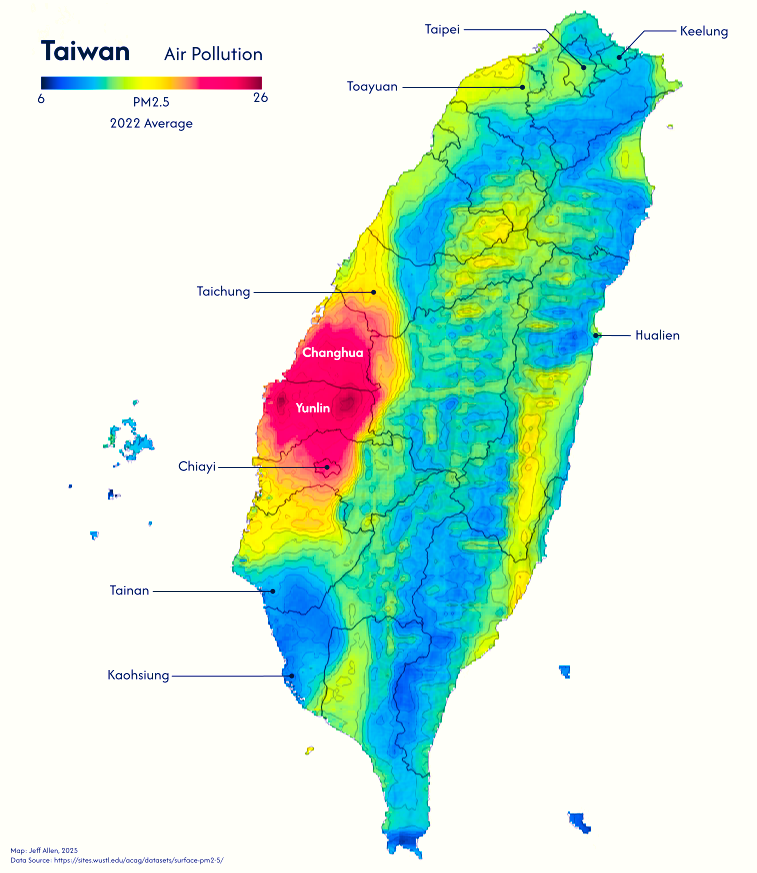 Taiwan Air Pollution
6 26
PM2.5
2022 Average
Taipei
Keelung
Toayuan
Taichung
Hualien
Changhua
Yunlin
Chiayi
Tainan
Kaohsiung
Map: Jeff Allen, 2025
Data Source: https://sites.wustl.edu/acag/datasets/surface-pm2-5/